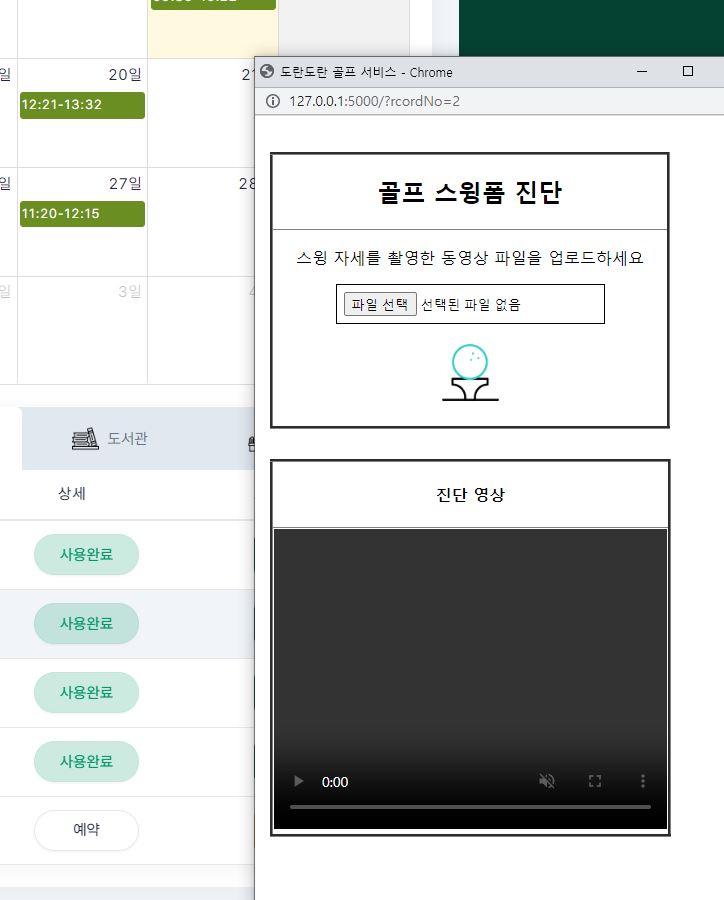 일
20일
12:21-13:32
일
27일
11:20-12:15
28
일
3일
도서관
상세
사용완료
사용완료
사용완료
사용완료
예약
도란도란 골프 서비스 - Chrome
127.0.0.1:5000/?rcordNo=2
골프 스윙폼 진단
스윙 자세를 촬영한 동영상 파일을 업로드하세요
파일 선택 선택된 파일 없음
진단 영상
0:00